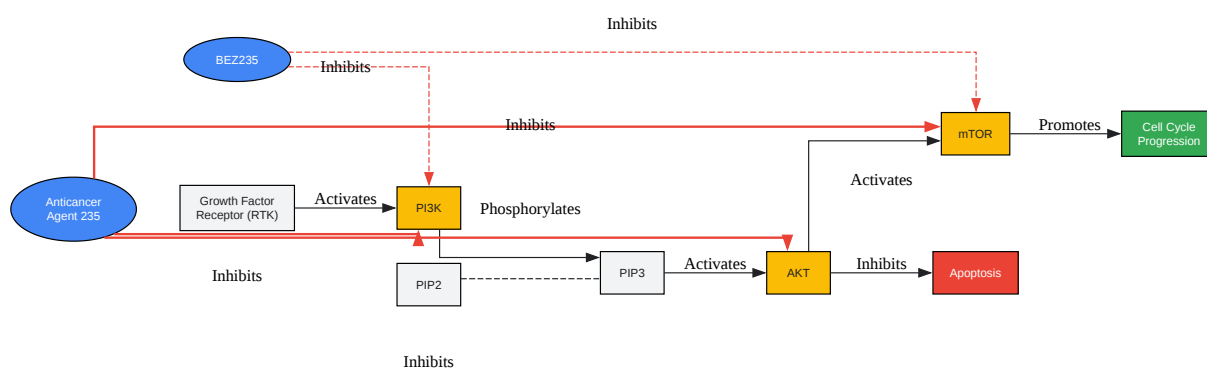 Inhibits
BEZ235
Inhibits
Inhibits
mTOR
Promotes
Cell Cycle
Progression
Activates
Anticancer
Agent 235
Growth Factor
Receptor (RTK)
Activates
PI3K
Phosphorylates
Inhibits
PIP2
PIP3
Activates
AKT
Inhibits
Apoptosis
Inhibits